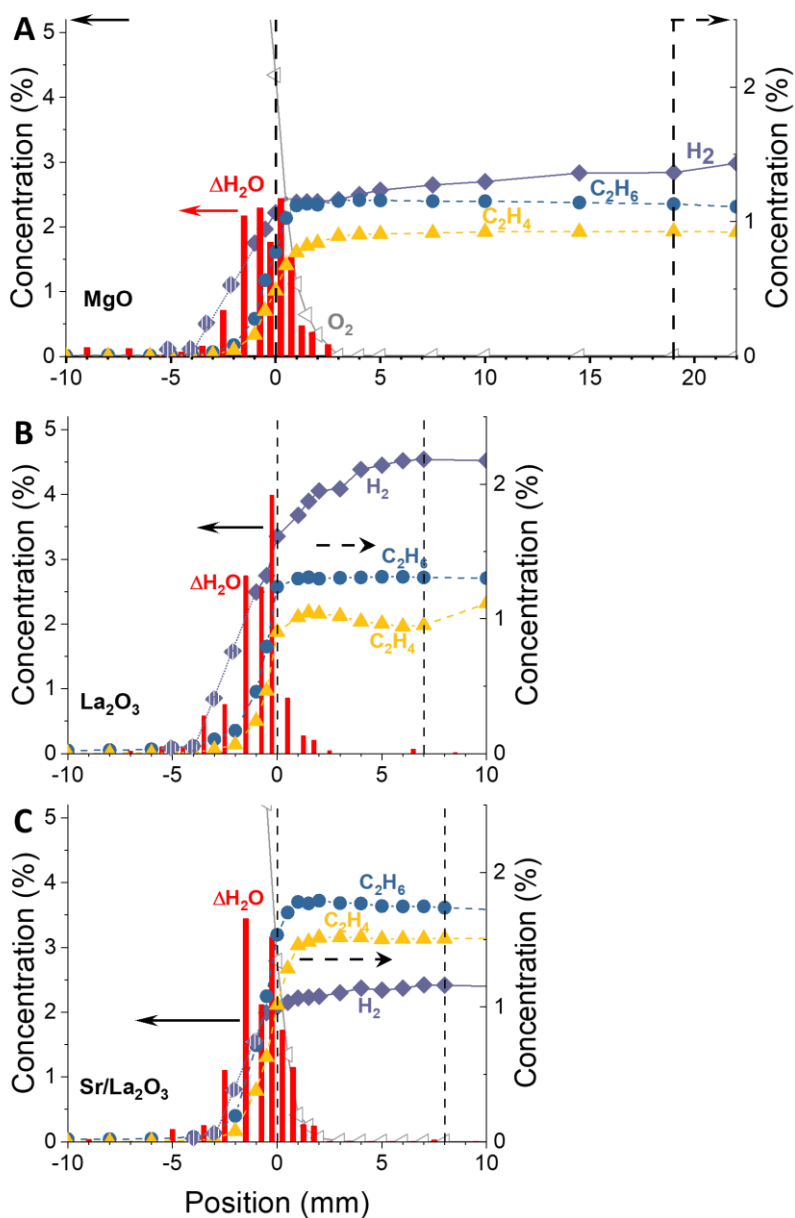 A
Concentration (%)
5
4
3
2
1
0
ΔH₂O
MgO
O₂
H₂
C₂H₆
C₂H₄
2
1
0
Concentration (%)
-10 -5 0 5 10 15 20
B
Concentration (%)
5
4
3
2
1
0
H₂
ΔH₂O
C₂H₆
C₂H₄
La₂O₃
2
1
0
Concentration (%)
-10 -5 0 5 10
C
Concentration (%)
5
4
3
2
1
0
ΔH₂O
C₂H₆
C₂H₄
H₂
Sr/La₂O₃
2
1
0
Concentration (%)
-10 -5 0 5 10
Position (mm)